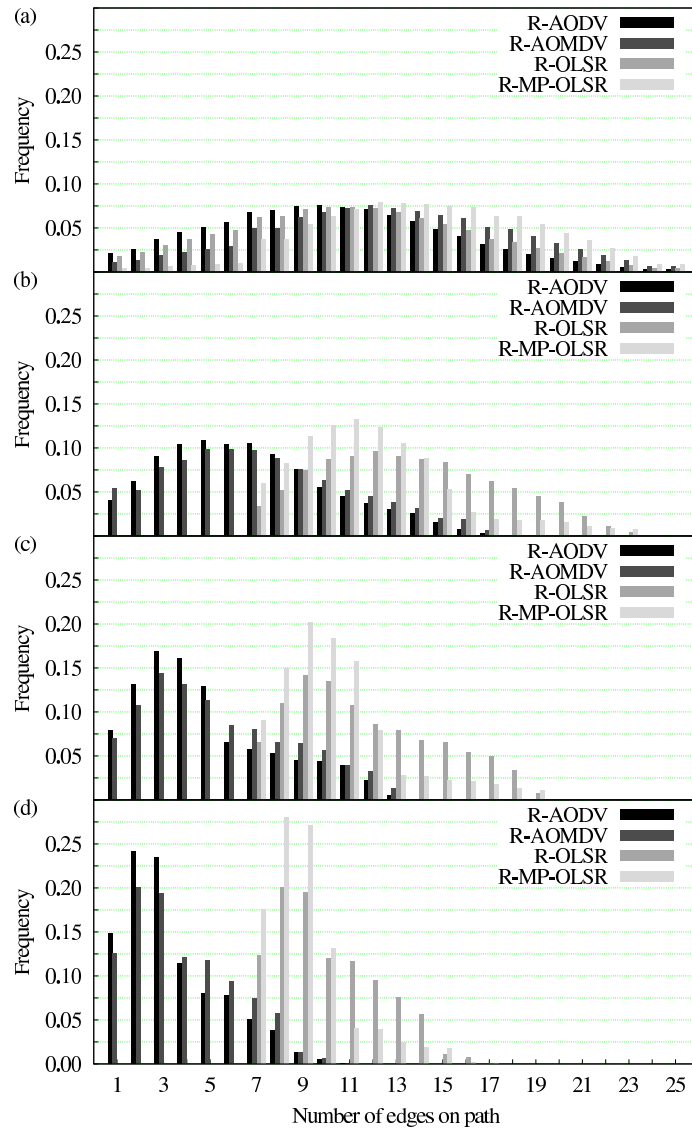 (a)
R-AODV
R-AOMDV
R-OLSR
R-MP-OLSR
0.25
0.20
0.15
0.10
0.05
Frequency
(b)
R-AODV
R-AOMDV
R-OLSR
R-MP-OLSR
0.25
0.20
0.15
0.10
0.05
Frequency
(c)
R-AODV
R-AOMDV
R-OLSR
R-MP-OLSR
0.25
0.20
0.15
0.10
0.05
Frequency
(d)
R-AODV
R-AOMDV
R-OLSR
R-MP-OLSR
0.25
0.20
0.15
0.10
0.05
0.00
Frequency
1 3 5 7 9 11 13 15 17 19 21 23 25
Number of edges on path